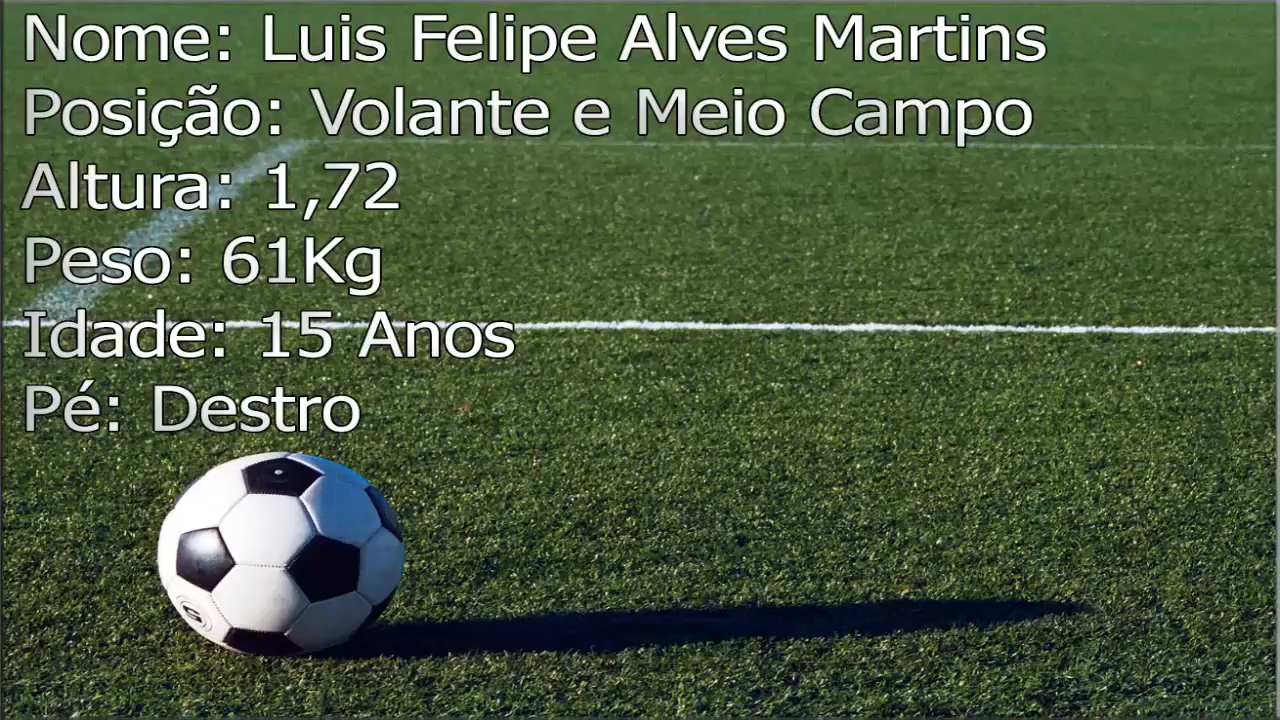 Nome: Luis Felipe Alves Martins
Posição: Volante e Meio Campo
Altura: 1,72
Peso: 61Kg
Idade: 15 Anos
Pé: Destro